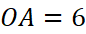 𝑂𝐴 = 6